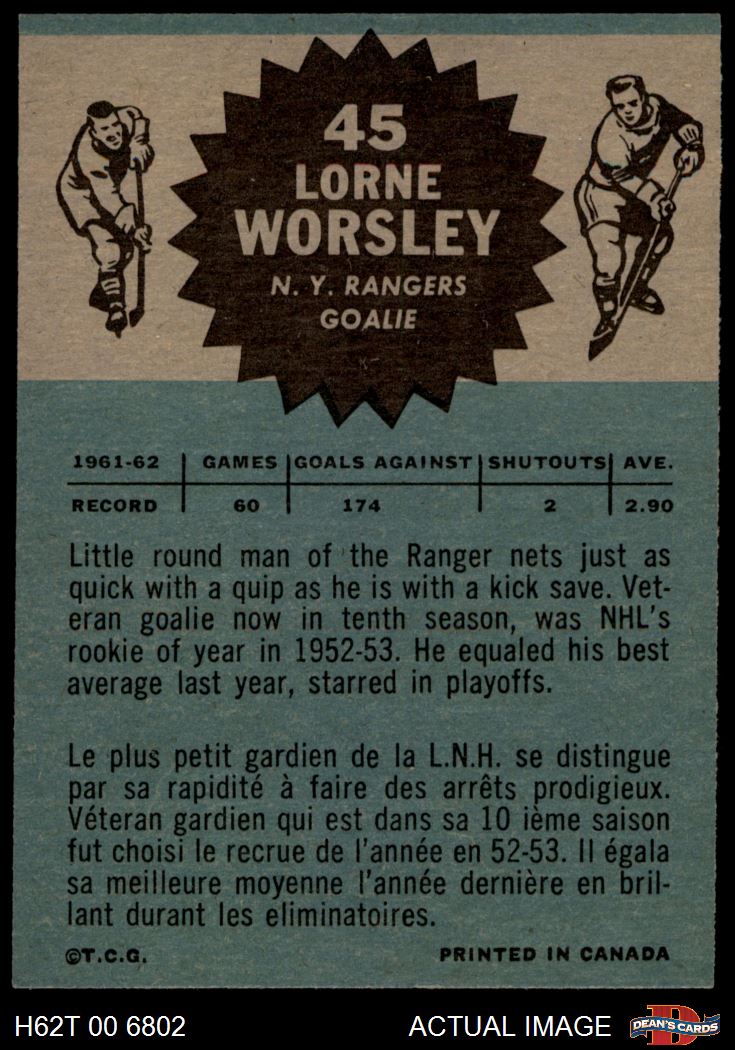 45
LORNE
WORSLEY
N. Y. RANGERS
GOALIE
1961-62 GAMES GOALS AGAINST SHUTOUTS AVE.
RECORD 60 174 2 2.90
Little round man of the Ranger nets just as
quick with a quip as he is with a kick save. Vet-
eran goalie now in tenth season, was NHL's
rookie of year in 1952-53. He equaled his best
average last year, starred in playoffs.
Le plus petit gardien de la L.N.H. se distingue
par sa rapidité à faire des arrêts prodigieux.
Véteran gardien qui est dans sa 10 ième saison
fut choisi le recrue de l'année en 52-53. Il égala
sa meilleure moyenne l'année dernière en bril-
lant durant les eliminatoires.
©T.C.G. PRINTED IN CANADA
H62T 00 6802 ACTUAL IMAGE D DEAN'S CARDS